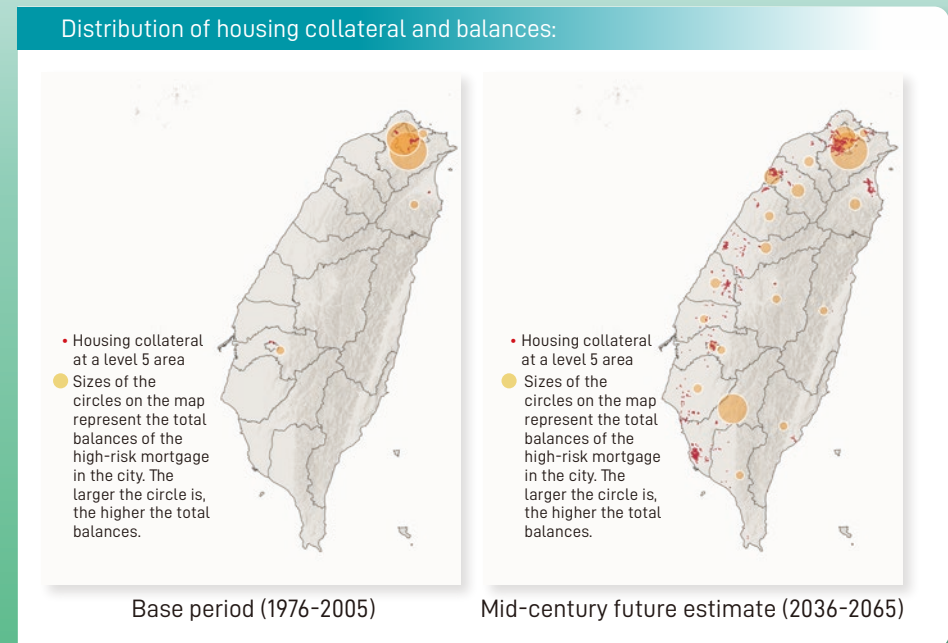 Distribution of housing collateral and balances:
• Housing collateral
at a level 5 area
Sizes of the
circles on the map
represent the total
balances of the
high-risk mortgage
in the city. The
larger the circle is,
the higher the total
balances.
Base period (1976-2005)
• Housing collateral
at a level 5 area
Sizes of the
circles on the map
represent the total
balances of the
high-risk mortgage
in the city. The
larger the circle is,
the higher the total
balances.
Mid-century future estimate (2036-2065)